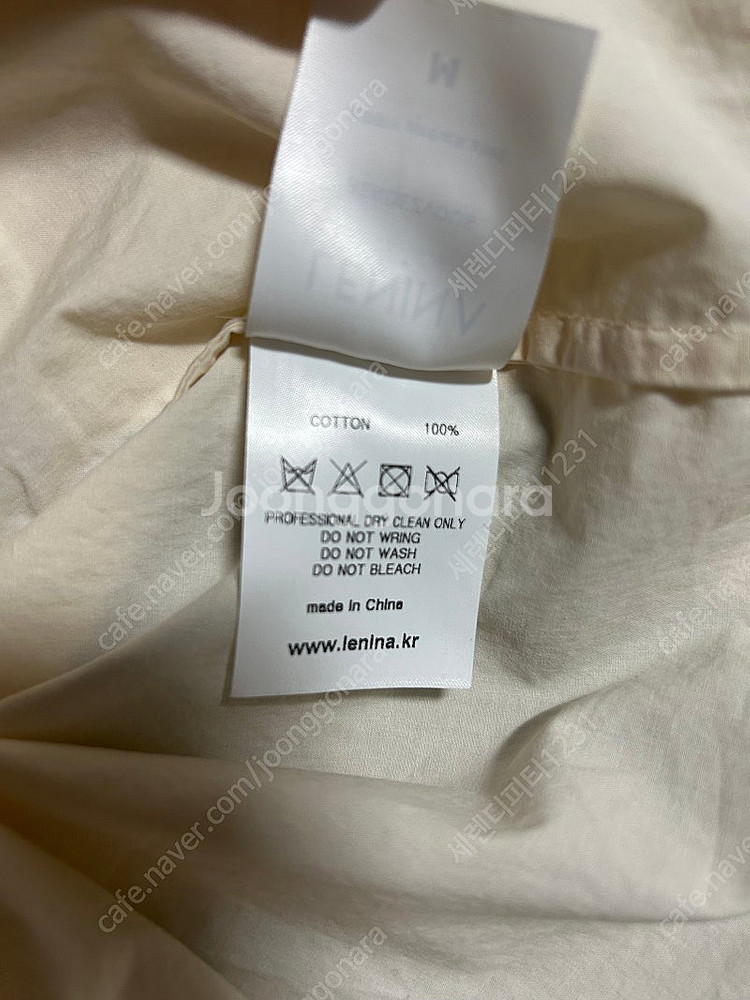 M
LENINA
COTTON 100%
PROFESSIONAL DRY CLEAN ONLY
DO NOT WRING
DO NOT WASH
DO NOT BLEACH
made in China
www.lenina.kr
Joonggonara
cafe.naver.com/joonggonara
세렌디피티1231